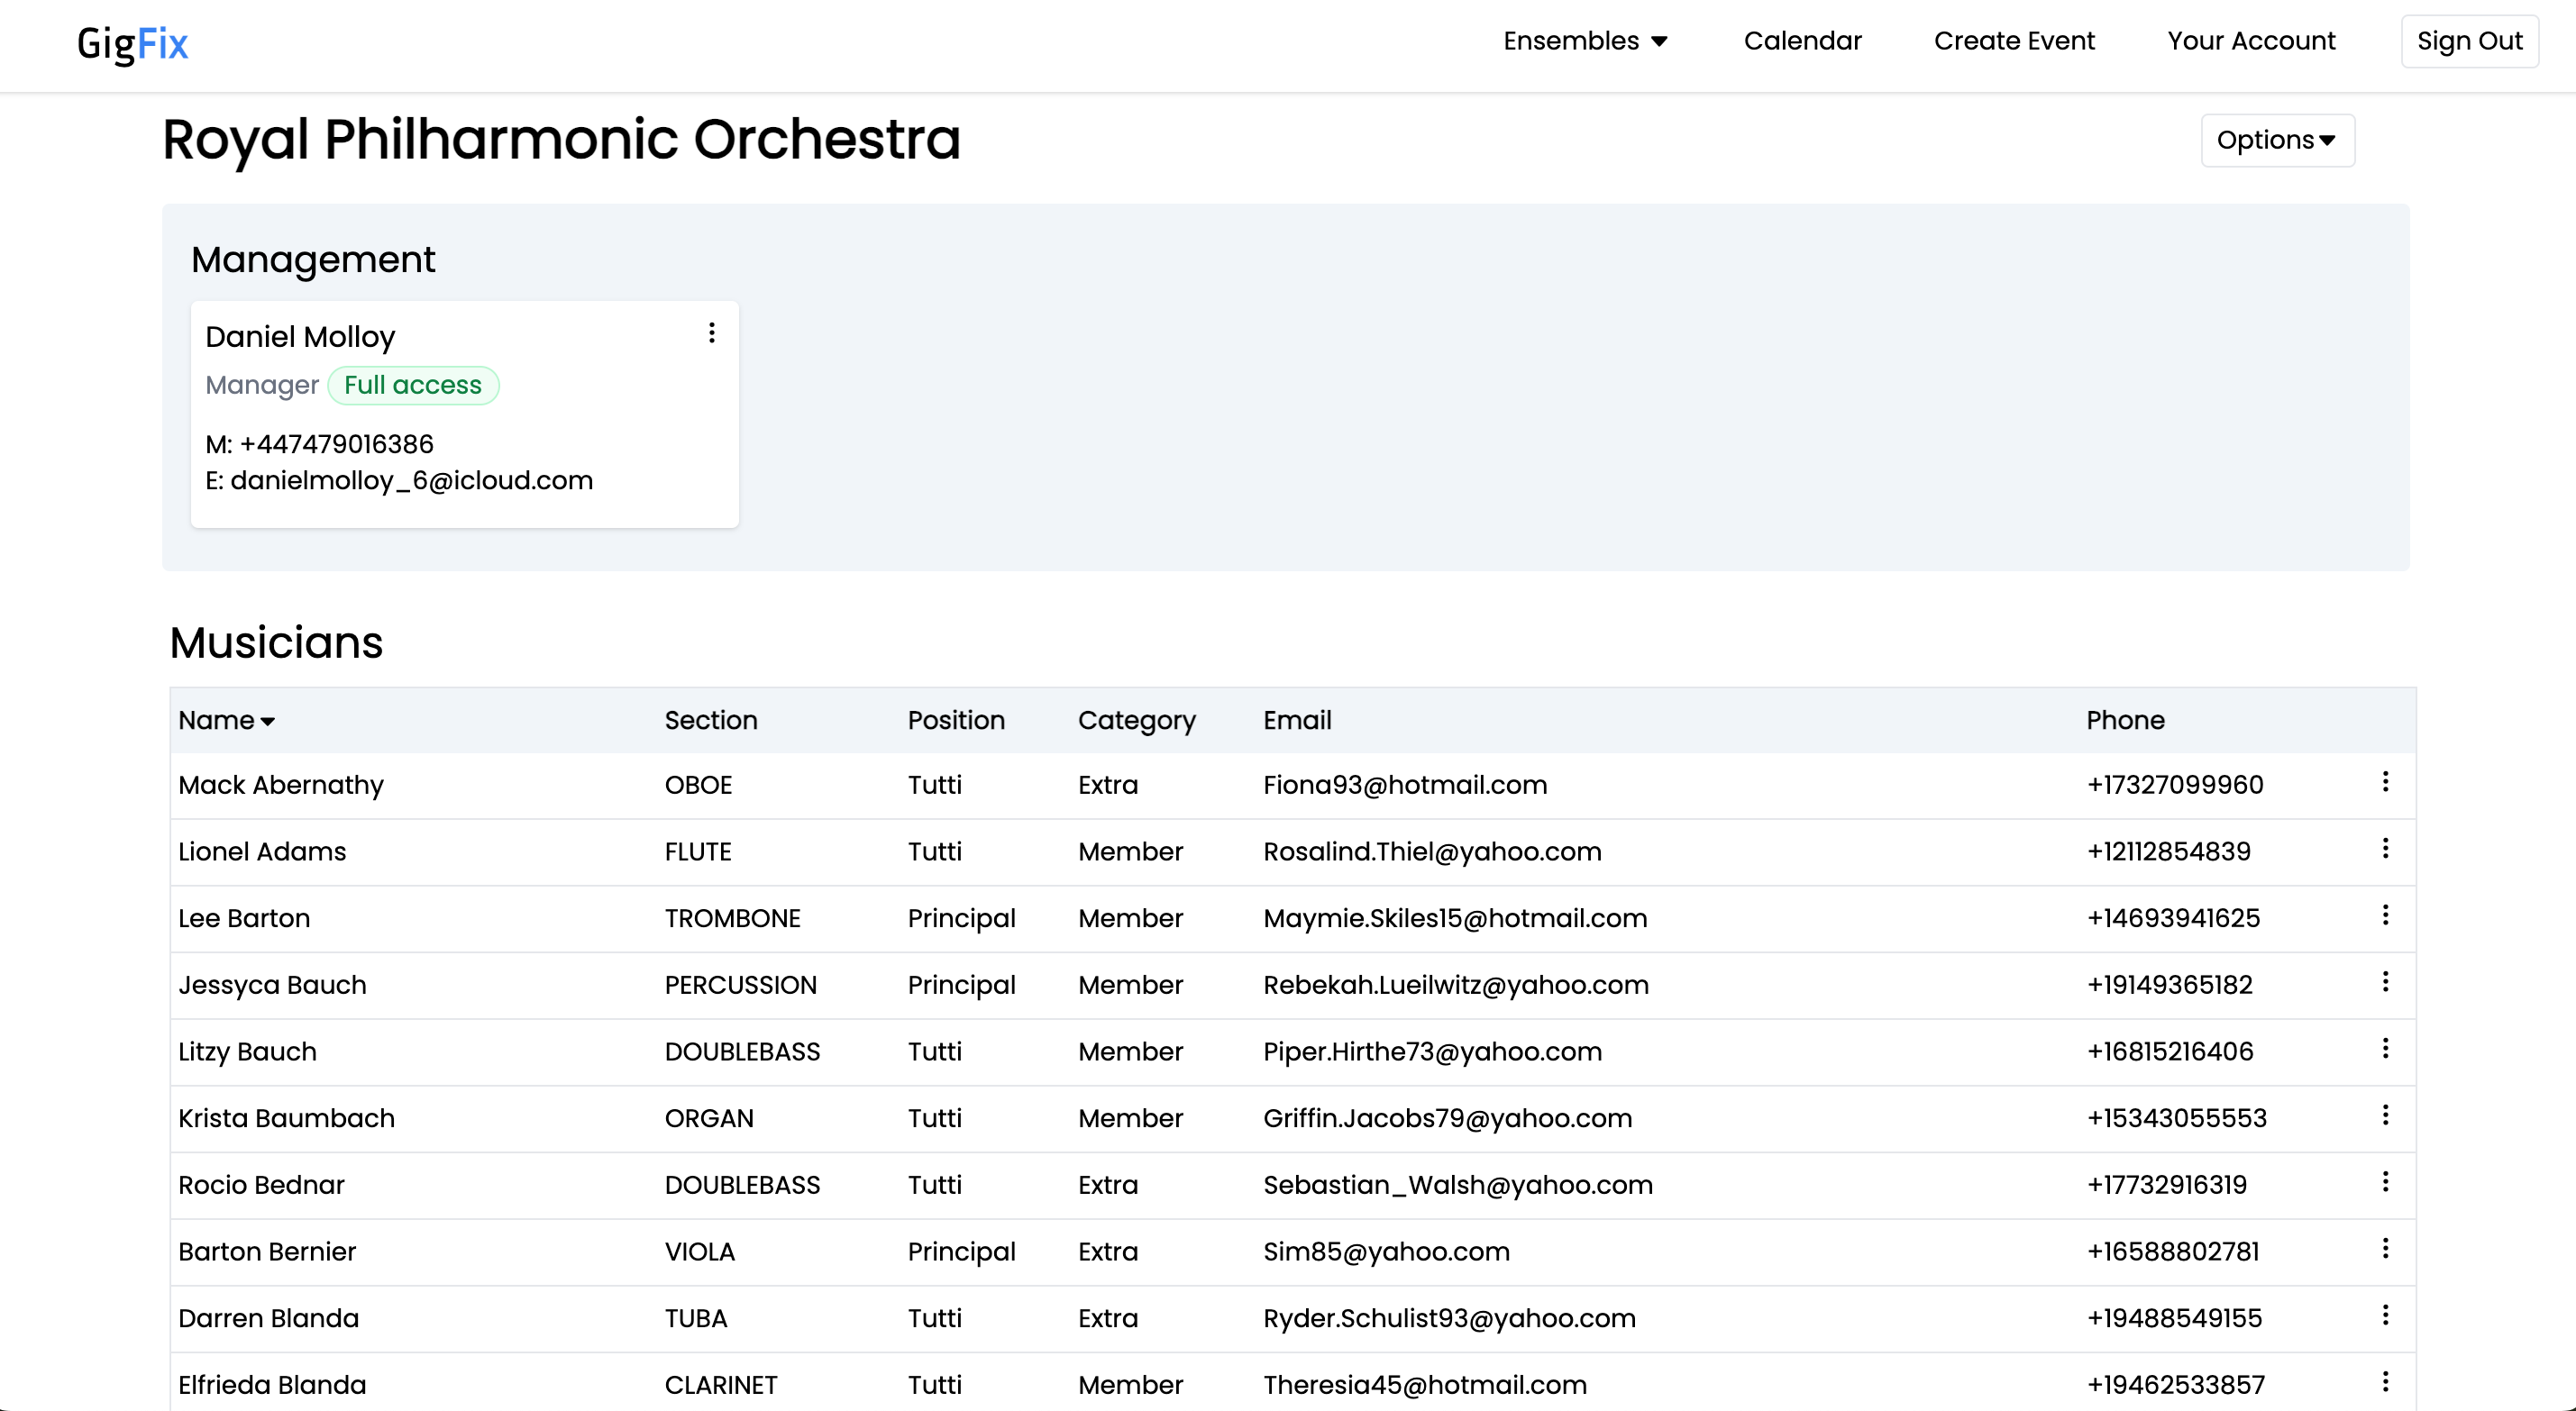 GigFix Ensembles Calendar Create Event Your Account Sign Out
Royal Philharmonic Orchestra Options
Management
Daniel Molloy
Manager Full access
M: +447479016386
E: danielmolloy_6@icloud.com
Musicians
Name Section Position Category Email Phone
Mack Abernathy OBOE Tutti Extra Fiona93@hotmail.com +17327099960
Lionel Adams FLUTE Tutti Member Rosalind.Thiel@yahoo.com +12112854839
Lee Barton TROMBONE Principal Member Maymie.Skiles15@hotmail.com +14693941625
Jessyca Bauch PERCUSSION Principal Member Rebekah.Lueilwitz@yahoo.com +19149365182
Litzy Bauch DOUBLEBASS Tutti Member Piper.Hirthe73@yahoo.com +16815216406
Krista Baumbach ORGAN Tutti Member Griffin.Jacobs79@yahoo.com +15343055553
Rocio Bednar DOUBLEBASS Tutti Extra Sebastian_Walsh@yahoo.com +17732916319
Barton Bernier VIOLA Principal Extra Sim85@yahoo.com +16588802781
Darren Blanda TUBA Tutti Extra Ryder.Schulist93@yahoo.com +19488549155
Elfrieda Blanda CLARINET Tutti Member Theresia45@hotmail.com +19462533857